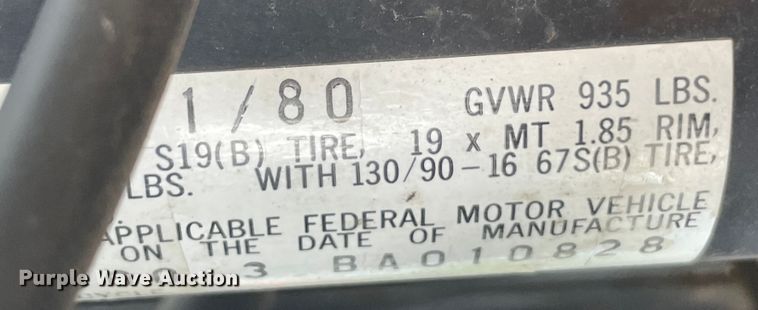 1/80 GVWR 935 LBS.
S19(B) TIRE, 19 x MT 1.85 RIM,
LBS. WITH 130/90-16 67S(B) TIRE,
APPLICABLE FEDERAL MOTOR VEHICLE
ON THE DATE OF MANUFACTURE
3 BA010828
Purple Wave Auction